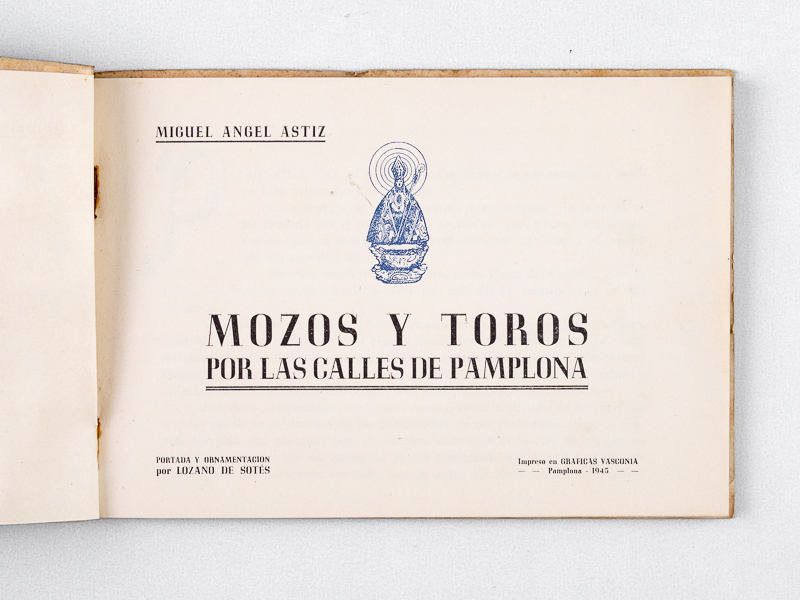 MIGUEL ANGEL ASTIZ
MOZOS Y TOROS
POR LAS CALLES DE PAMPLONA
PORTADA Y ORNAMENTACION
por LOZANO DE SOTÉS
Impreso en GRAFICAS VASCONIA
— — Pamplona - 1945 — —